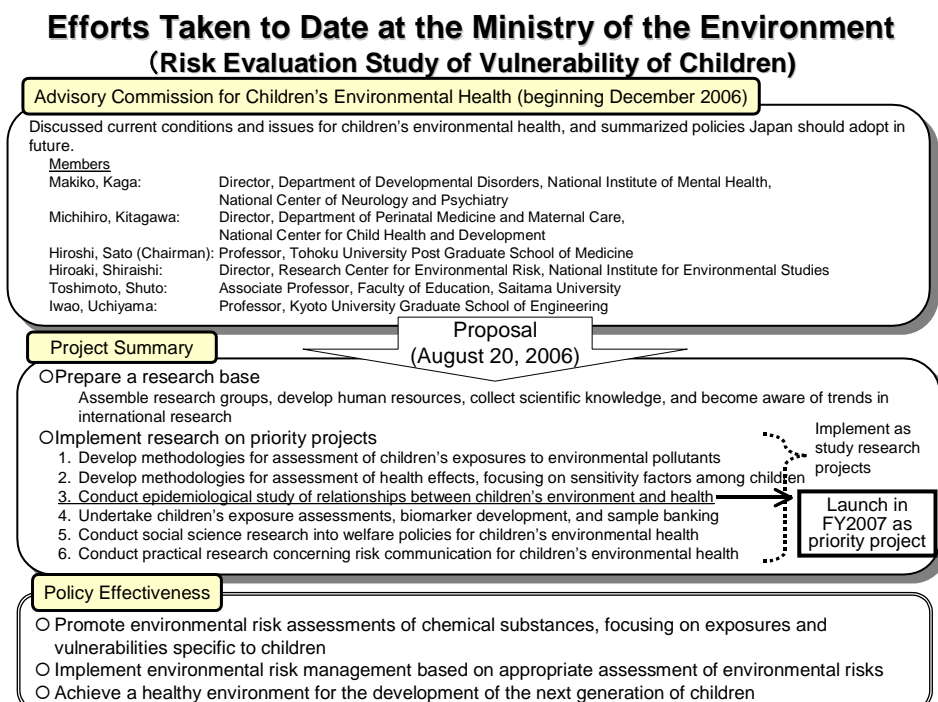 Efforts Taken to Date at the Ministry of the Environment
(Risk Evaluation Study of Vulnerability of Children)
Advisory Commission for Children's Environmental Health (beginning December 2006)
Discussed current conditions and issues for children's environmental health, and summarized policies Japan should adopt in
future.
Members
Makiko, Kaga: Director, Department of Developmental Disorders, National Institute of Mental Health,
National Center of Neurology and Psychiatry
Michihiro, Kitagawa: Director, Department of Perinatal Medicine and Maternal Care,
National Center for Child Health and Development
Hiroshi, Sato (Chairman): Professor, Tohoku University Post Graduate School of Medicine
Hiroaki, Shiraishi: Director, Research Center for Environmental Risk, National Institute for Environmental Studies
Toshimoto, Shuto: Associate Professor, Faculty of Education, Saitama University
Iwao, Uchiyama: Professor, Kyoto University Graduate School of Engineering
Proposal
(August 20, 2006)
Project Summary
○Prepare a research base
Assemble research groups, develop human resources, collect scientific knowledge, and become aware of trends in
international research
○Implement research on priority projects
1. Develop methodologies for assessment of children's exposures to environmental pollutants
2. Develop methodologies for assessment of health effects, focusing on sensitivity factors among children
3. Conduct epidemiological study of relationships between children's environment and health
4. Undertake children's exposure assessments, biomarker development, and sample banking
5. Conduct social science research into welfare policies for children's environmental health
6. Conduct practical research concerning risk communication for children's environmental health
Implement as
study research
projects
Launch in
FY2007 as
priority project
Policy Effectiveness
○ Promote environmental risk assessments of chemical substances, focusing on exposures and
vulnerabilities specific to children
○ Implement environmental risk management based on appropriate assessment of environmental risks
○ Achieve a healthy environment for the development of the next generation of children